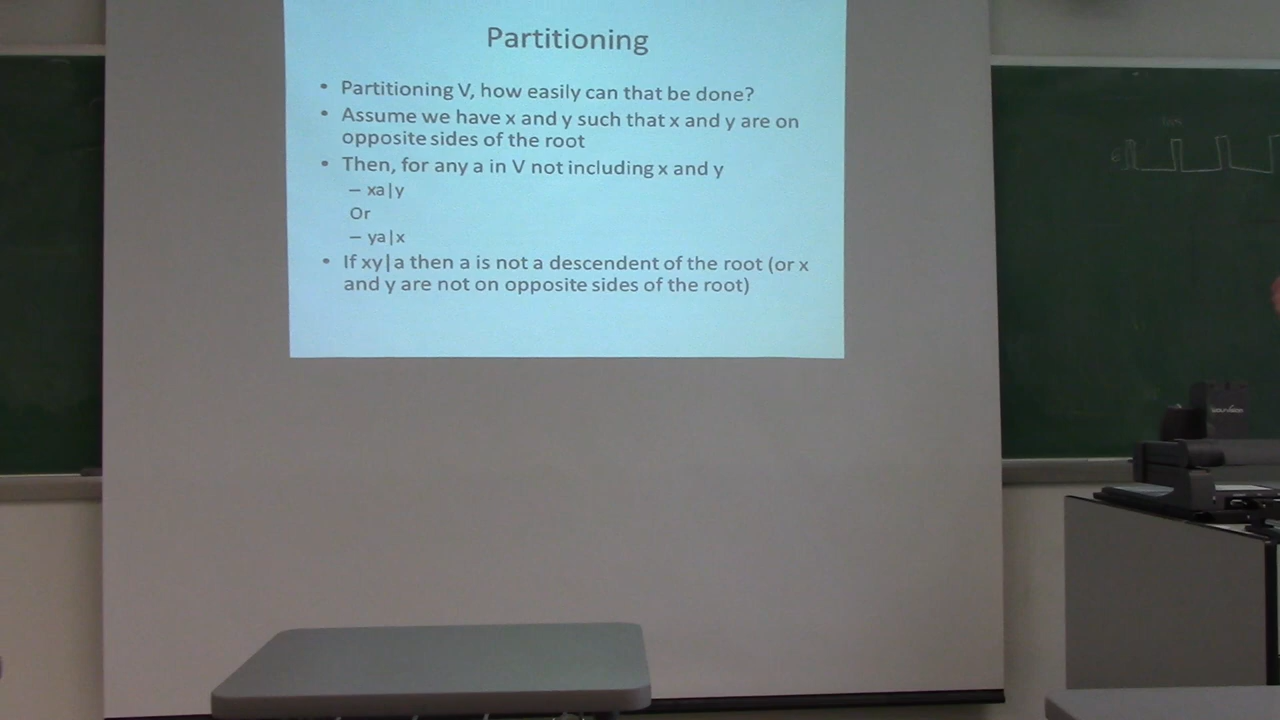 Partitioning
• Partitioning V, how easily can that be done?
• Assume we have x and y such that x and y are on
opposite sides of the root
• Then, for any a in V not including x and y
– xa|y
Or
– ya|x
• If xy|a then a is not a descendent of the root (or x
and y are not on opposite sides of the root)